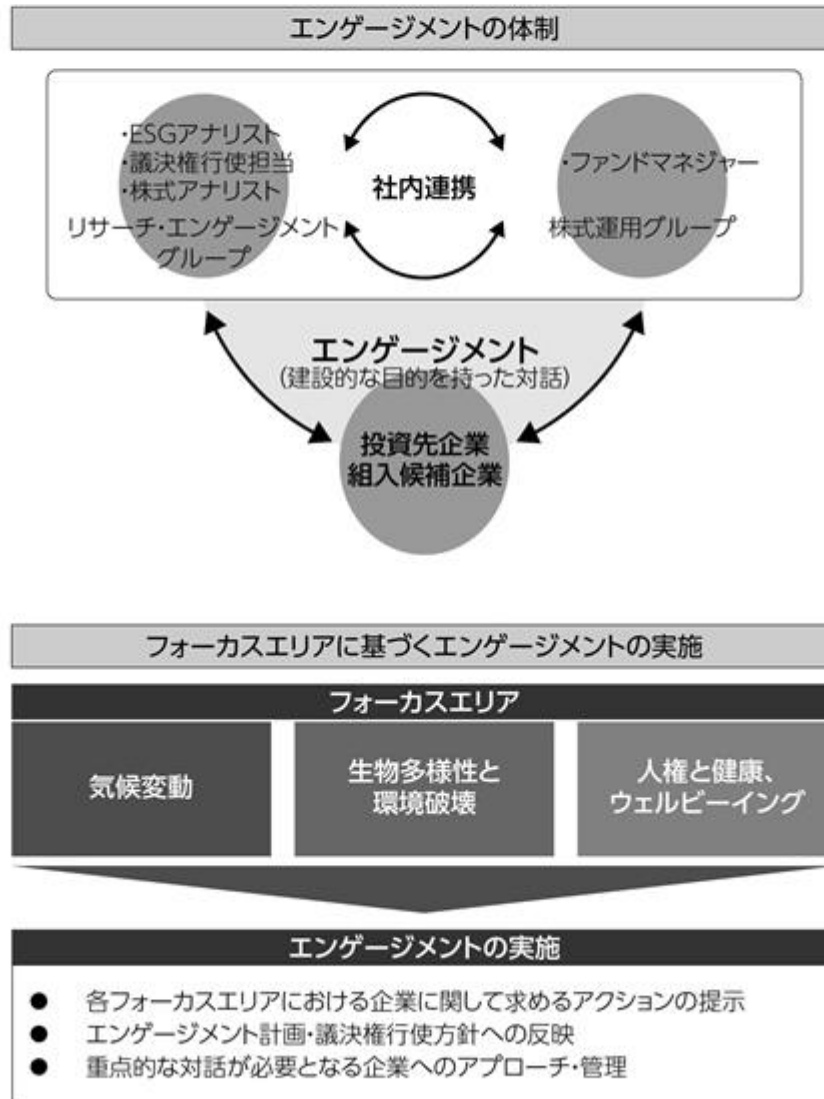 エンゲージメントの体制
・ESGアナリスト
・議決権行使担当
・株式アナリスト
リサーチ・エンゲージメント
グループ
社内連携
・ファンドマネジャー
株式運用グループ
エンゲージメント
(建設的な目的を持った対話)
投資先企業
組入候補企業
フォーカスエリアに基づくエンゲージメントの実施
フォーカスエリア
気候変動
生物多様性と
環境破壊
人権と健康、
ウェルビーイング
エンゲージメントの実施
● 各フォーカスエリアにおける企業に関して求めるアクションの提示
● エンゲージメント計画・議決権行使方針への反映
● 重点的な対話が必要となる企業へのアプローチ・管理